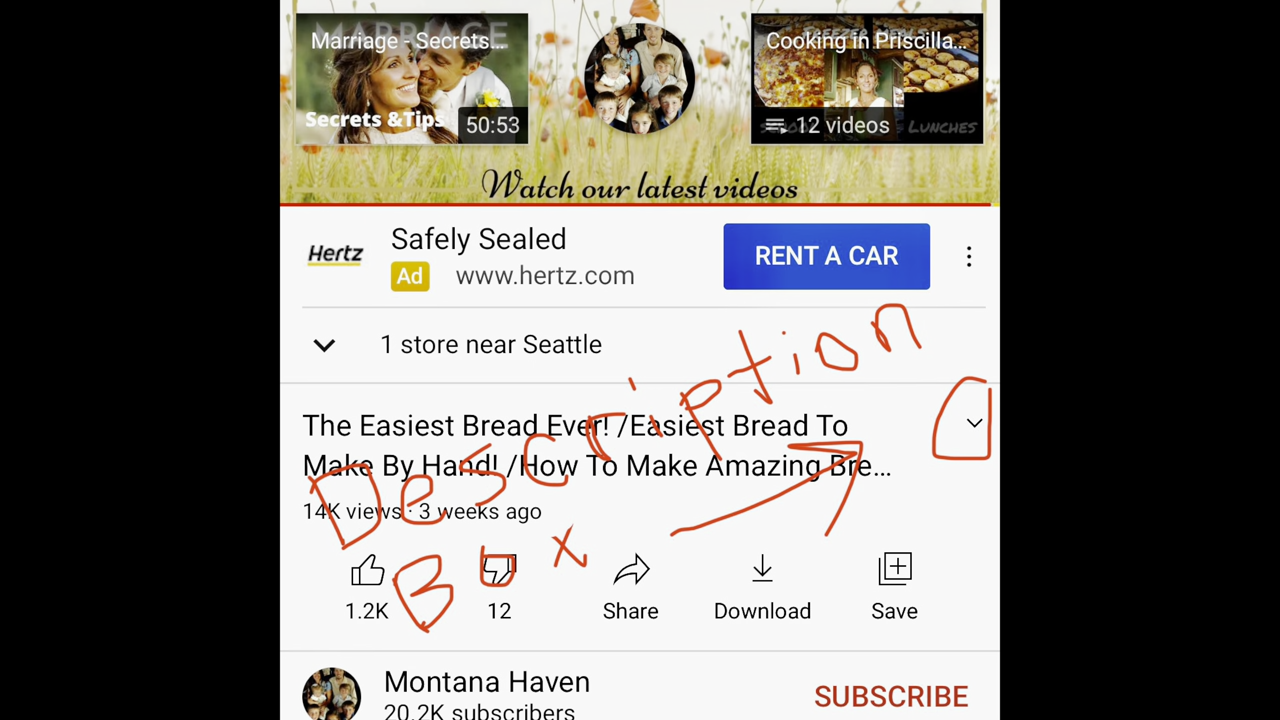 Marriage - Secrets...
MARRIAGE
Secrets &Tips
50:53
Cooking in Priscilla...
12 videos
LUNCHES
Watch our latest videos
Hertz
Safely Sealed
Ad www.hertz.com
RENT A CAR
1 store near Seattle
The Easiest Bread Ever! /Easiest Bread To
Make By Hand! /How To Make Amazing Bre...
14K views · 3 weeks ago
Description
Box
1.2K
12
Share
Download
Save
Montana Haven
20.2K subscribers
SUBSCRIBE